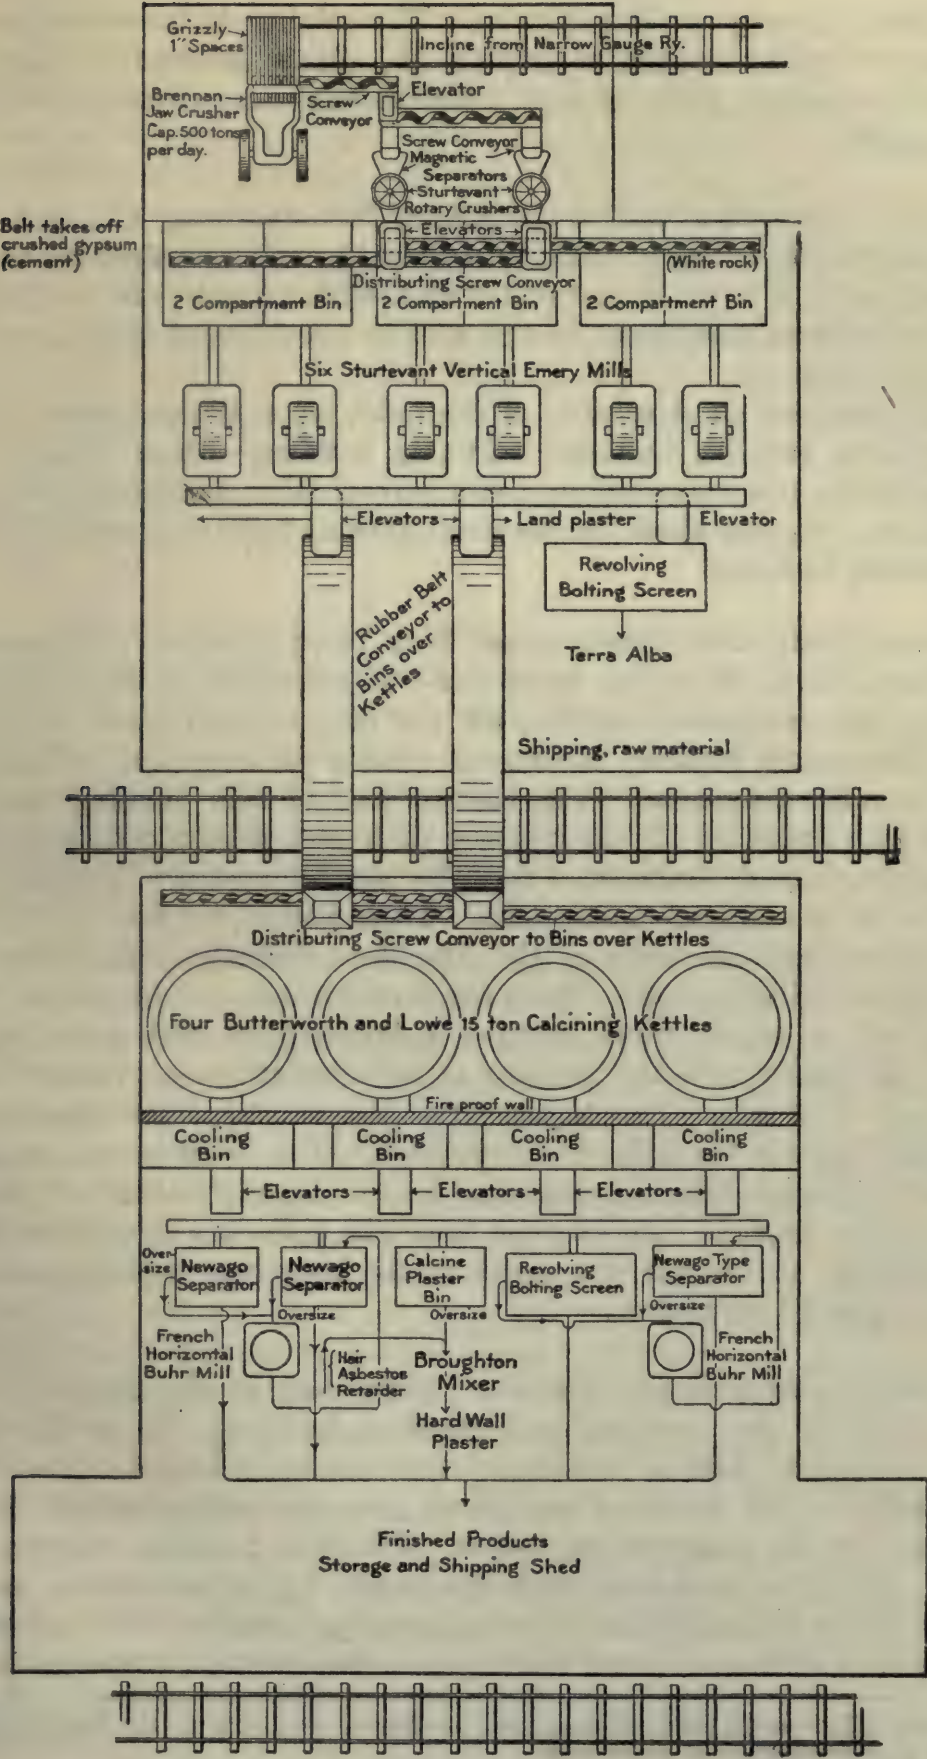 Grizzly
1" Spaces
Incline from Narrow Gauge Ry.
Brennan
Jaw Crusher
Cap. 500 tons
per day.
Screw
Conveyor
Elevator
Screw Conveyor
Magnetic
Separators
Sturtevant
Rotary Crushers
Belt takes off
crushed gypsum
(cement)
Elevators
(White rock)
Distributing Screw Conveyor
2 Compartment Bin
2 Compartment Bin
2 Compartment Bin
Six Sturtevant Vertical Emery Mills
Elevators
Land plaster
Elevator
Rubber Belt
Conveyor to
Bins over
Kettles
Revolving
Bolting Screen
Terra Alba
Shipping, raw material
Distributing Screw Conveyor to Bins over Kettles
Four Butterworth and Lowe 15 ton Calcining Kettles
Fire proof wall
Cooling
Bin
Cooling
Bin
Cooling
Bin
Cooling
Bin
Elevators
Elevators
Elevators
Over-
size
Newago
Separator
Newago
Separator
Calcine
Plaster
Bin
Revolving
Bolting Screen
Newago Type
Separator
Oversize
Oversize
Oversize
French
Horizontal
Buhr Mill
Hair
Asbestos
Retarder
Broughton
Mixer
French
Horizontal
Buhr Mill
Hard Wall
Plaster
Finished Products
Storage and Shipping Shed